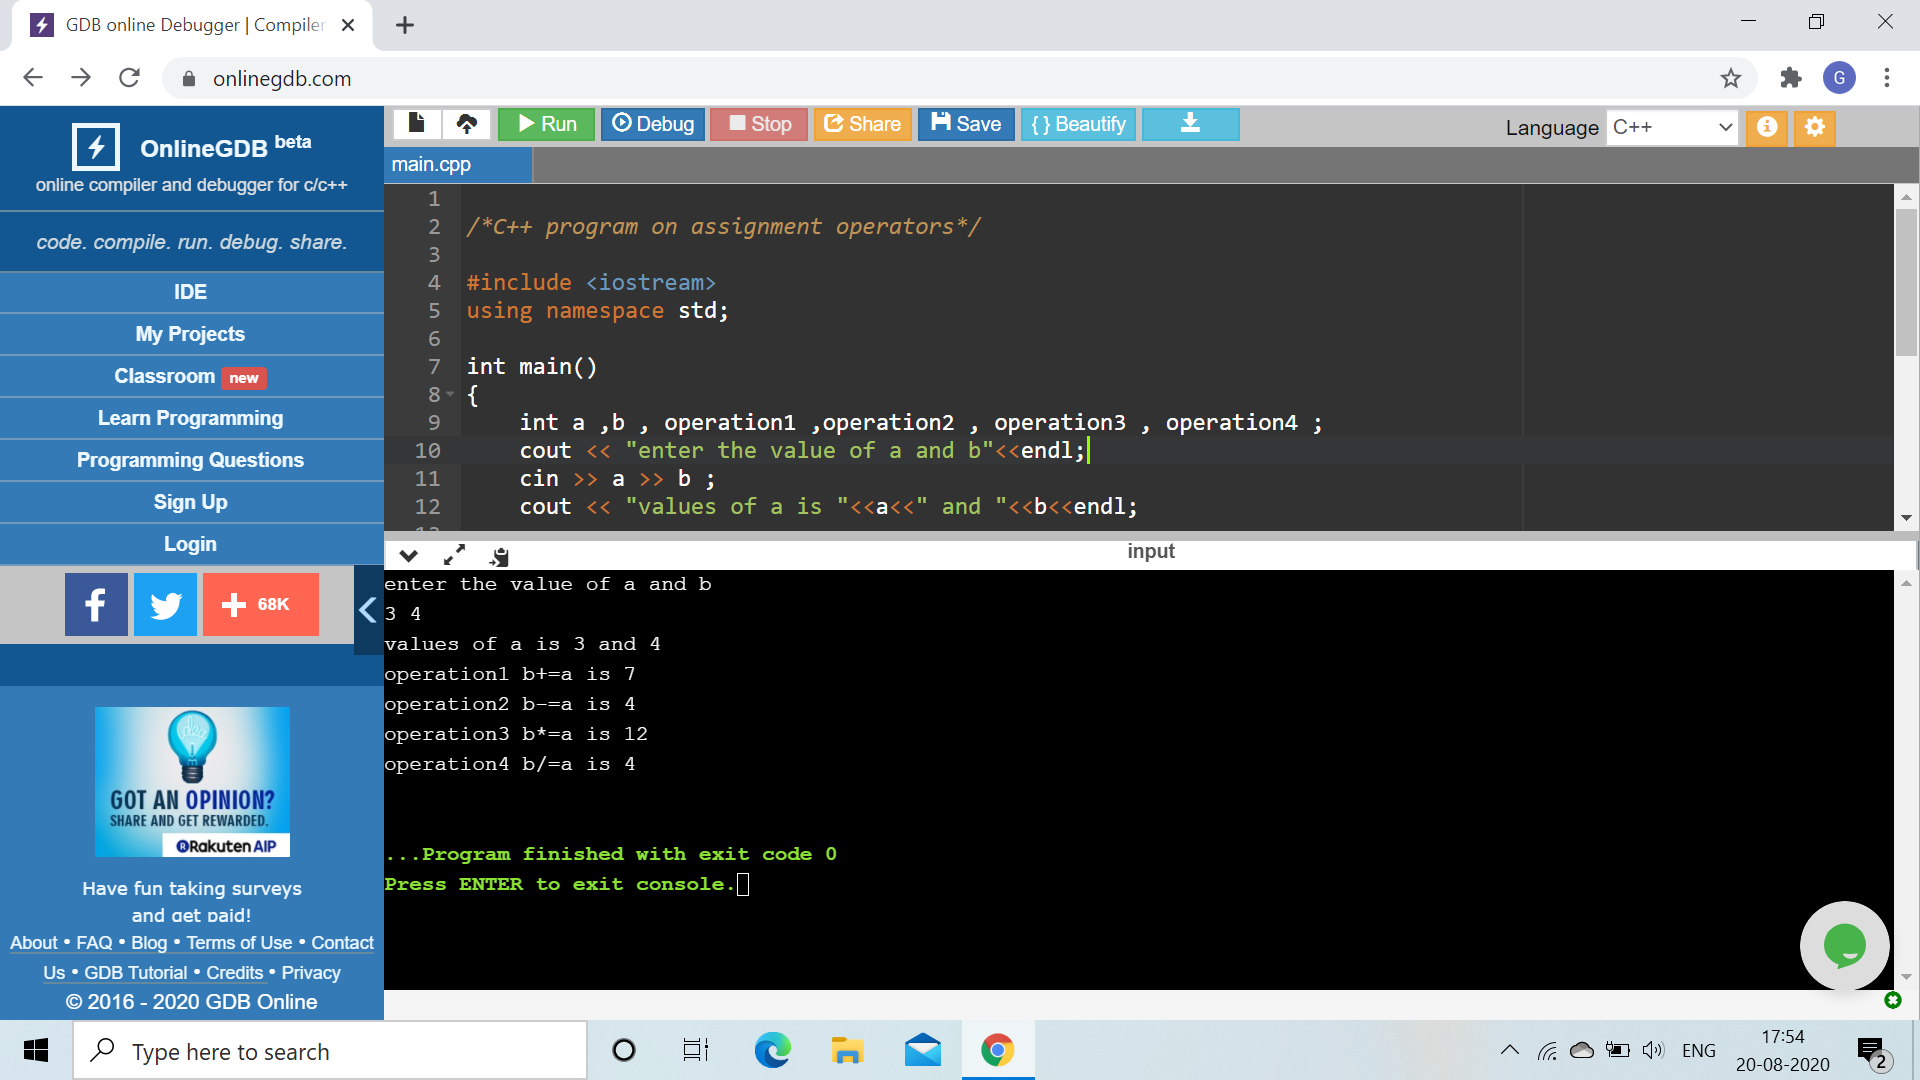 GDB online Debugger | Compiler
onlinegdb.com
G
OnlineGDB beta
online compiler and debugger for c/c++
code. compile. run. debug. share.
IDE
My Projects
Classroom new
Learn Programming
Programming Questions
Sign Up
Login
68K
GOT AN OPINION?
SHARE AND GET REWARDED.
Rakuten AIP
Have fun taking surveys
and get paid!
About • FAQ • Blog • Terms of Use • Contact
Us • GDB Tutorial • Credits • Privacy
© 2016 - 2020 GDB Online
Run Debug Stop Share Save { } Beautify
Language C++
main.cpp
1
2 /*C++ program on assignment operators*/
3
4 #include <iostream>
5 using namespace std;
6
7 int main()
8 {
9 int a ,b , operation1 ,operation2 , operation3 , operation4 ;
10 cout << "enter the value of a and b"<<endl;
11 cin >> a >> b ;
12 cout << "values of a is "<<a<<" and "<<b<<endl;
input
enter the value of a and b
3 4
values of a is 3 and 4
operation1 b+=a is 7
operation2 b-=a is 4
operation3 b*=a is 12
operation4 b/=a is 4
...Program finished with exit code 0
Press ENTER to exit console.
Type here to search
ENG
17:54
20-08-2020
2